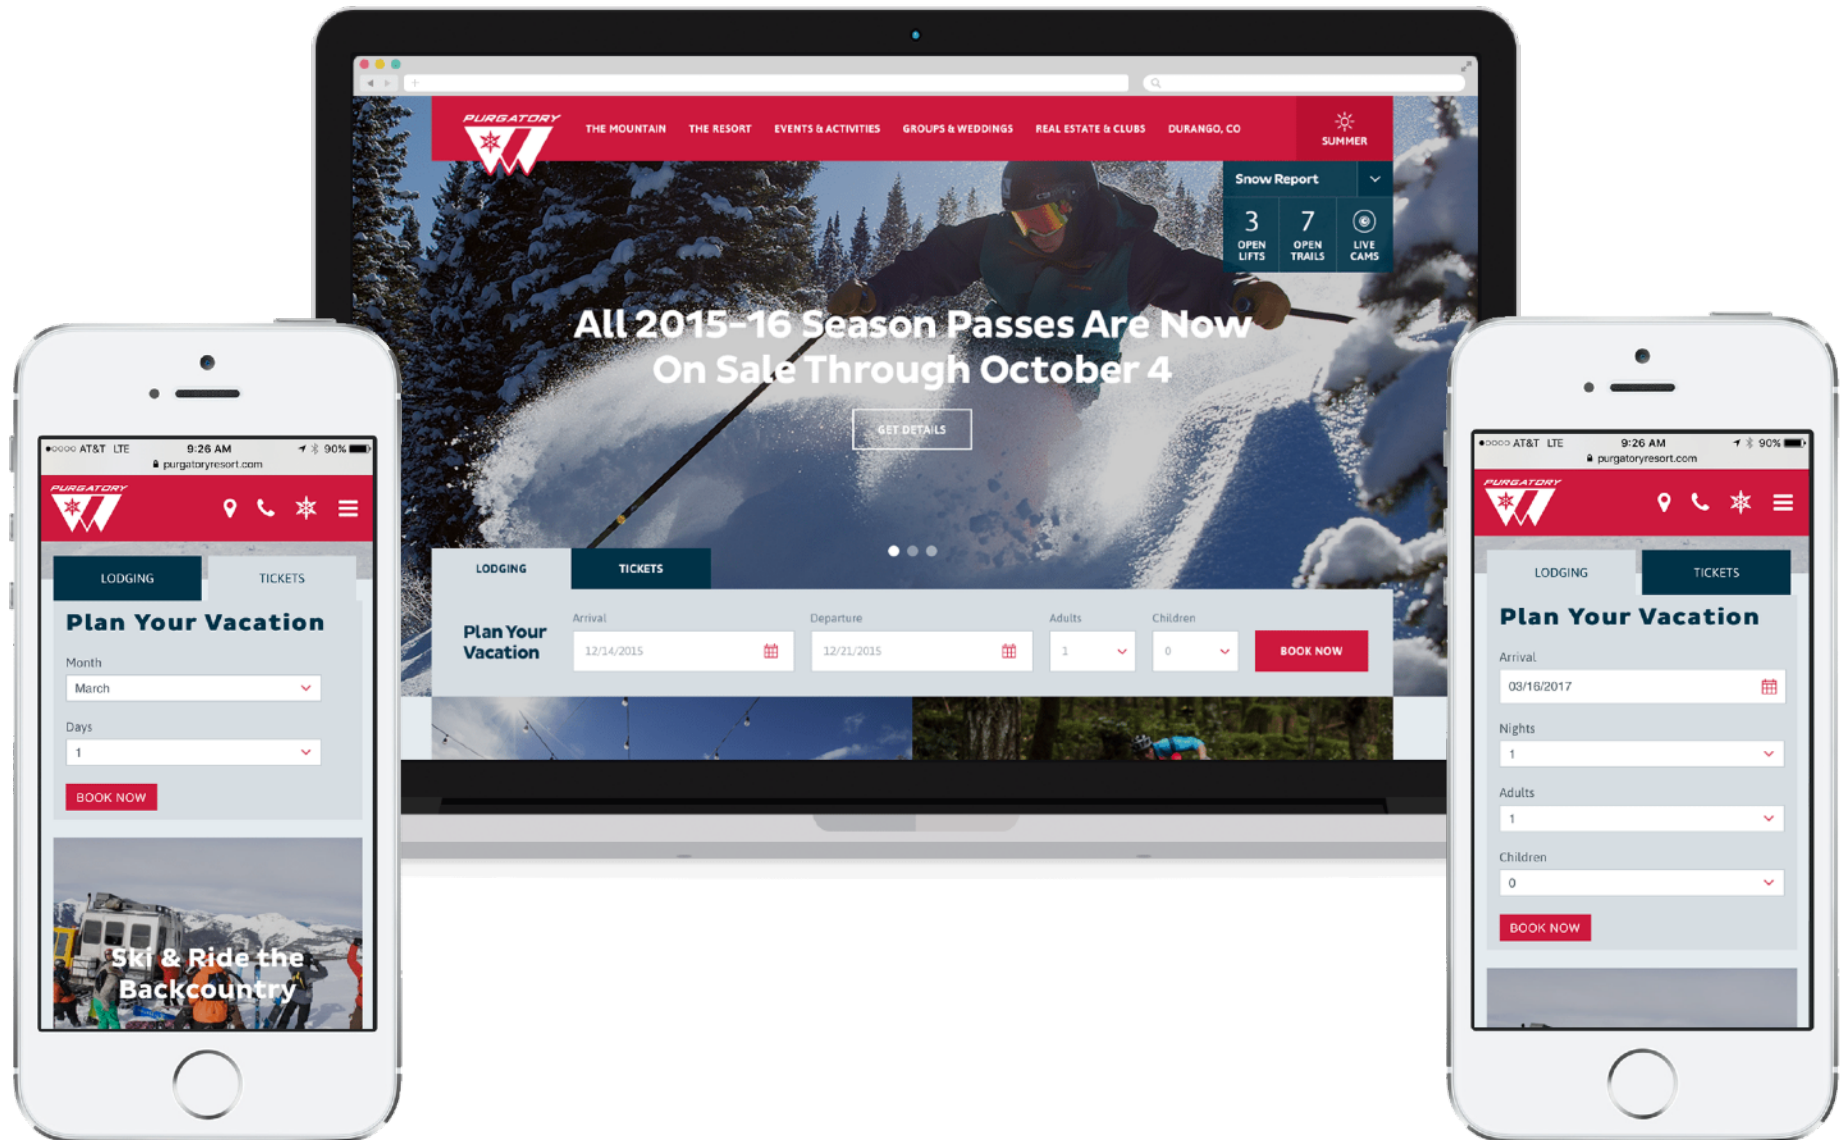 PURGATORY
THE MOUNTAIN
THE RESORT
EVENTS & ACTIVITIES
GROUPS & WEDDINGS
REAL ESTATE & CLUBS
DURANGO, CO
SUMMER
Snow Report
3
OPEN
LIFTS
7
OPEN
TRAILS
LIVE
CAMS
All 2015-16 Season Passes Are Now
On Sale Through October 4
GET DETAILS
LODGING
TICKETS
Plan Your
Vacation
Arrival
12/14/2015
Departure
12/21/2015
Adults
1
Children
0
BOOK NOW
AT&T LTE
9:26 AM
90%
purgatoryresort.com
PURGATORY
LODGING
TICKETS
Plan Your Vacation
Month
March
Days
1
BOOK NOW
Ski & Ride the
Backcountry
AT&T LTE
9:26 AM
90%
purgatoryresort.com
PURGATORY
LODGING
TICKETS
Plan Your Vacation
Arrival
03/16/2017
Nights
1
Adults
1
Children
0
BOOK NOW